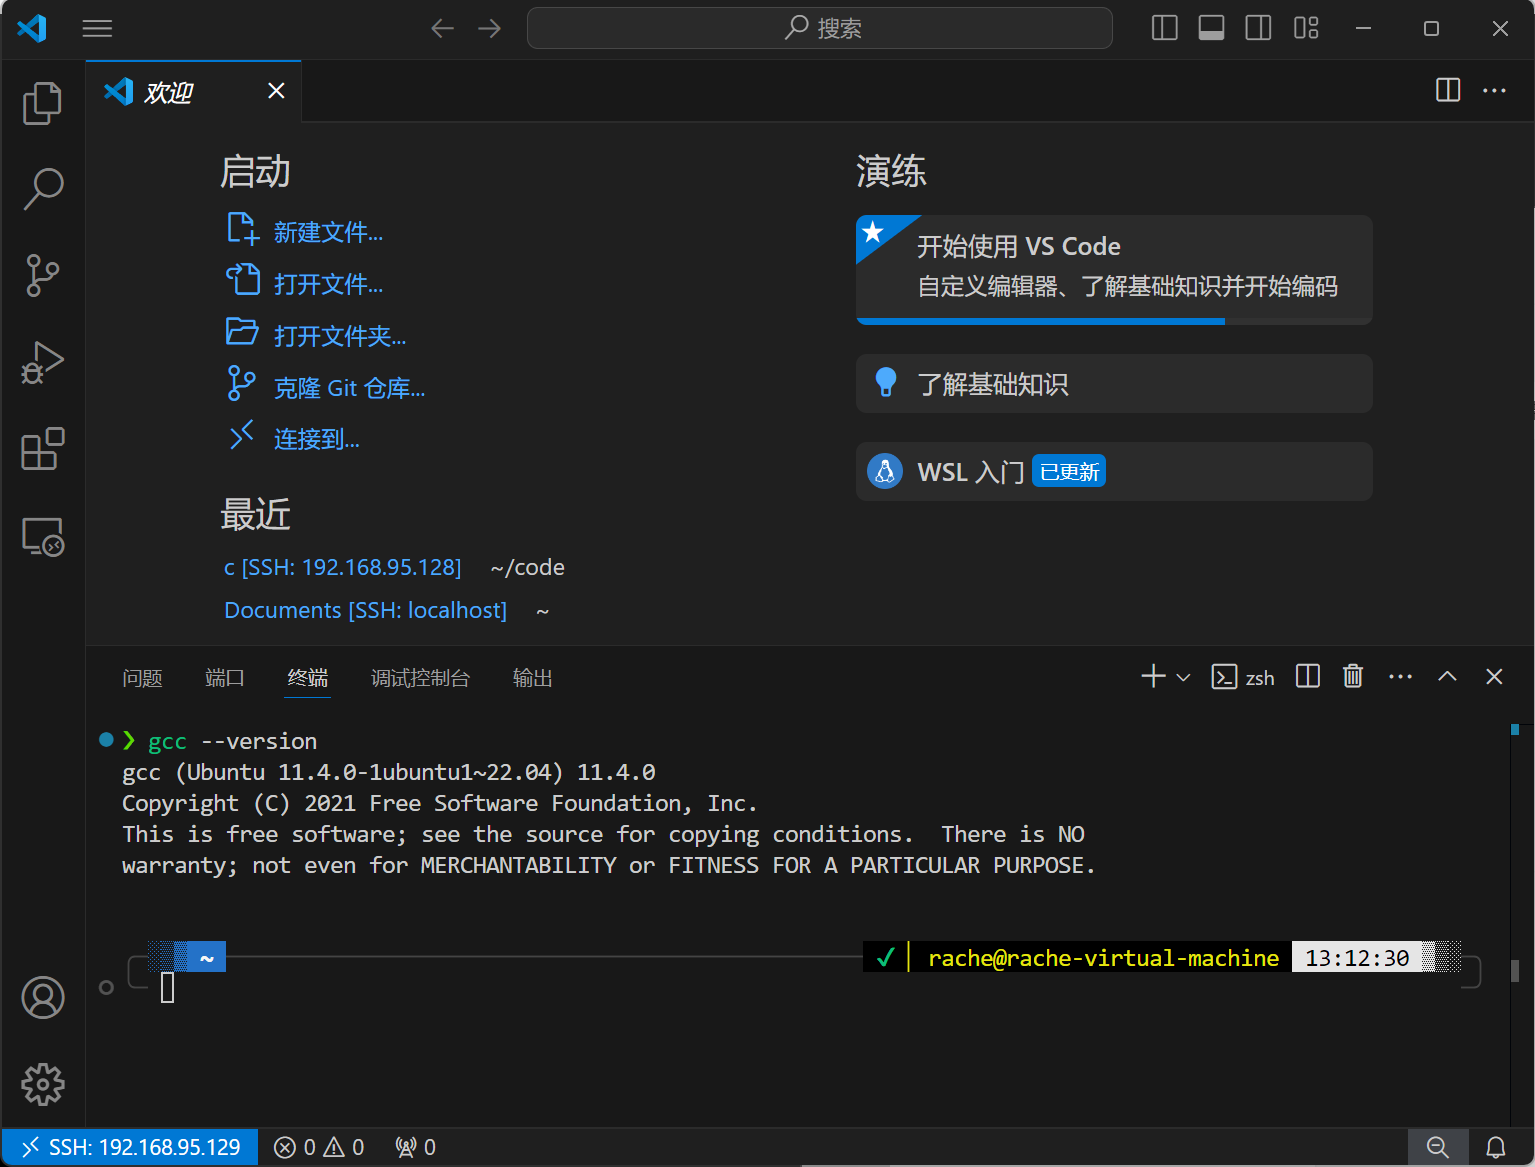 搜索
欢迎
启动
新建文件...
打开文件...
打开文件夹...
克隆 Git 仓库...
连接到...
最近
c [SSH: 192.168.95.128] ~/code
Documents [SSH: localhost] ~
演练
开始使用 VS Code
自定义编辑器、了解基础知识并开始编码
了解基础知识
WSL 入门 已更新
问题 端口 终端 调试控制台 输出 zsh
❯ gcc --version
gcc (Ubuntu 11.4.0-1ubuntu1~22.04) 11.4.0
Copyright (C) 2021 Free Software Foundation, Inc.
This is free software; see the source for copying conditions.  There is NO
warranty; not even for MERCHANTABILITY or FITNESS FOR A PARTICULAR PURPOSE.
~ ✓ rache@rache-virtual-machine 13:12:30
SSH: 192.168.95.129 0 0 0